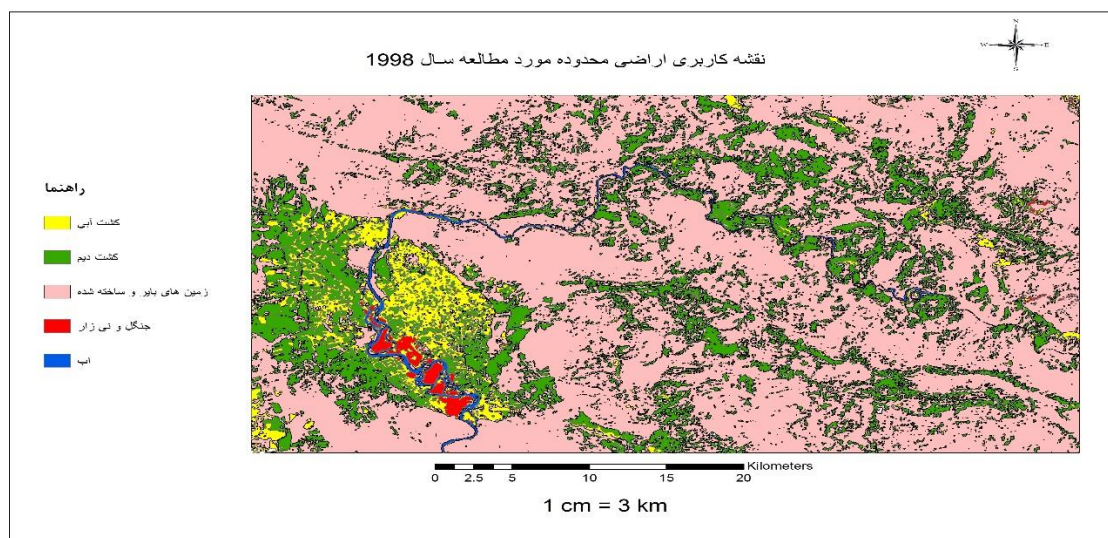 N
W E
S
نقشه کاربری اراضی محدوده مورد مطالعه سال 1998
راهنما
کشت آبی
کشت دیم
زمین های بایر و ساخته شده
جنگل و نی زار
اب
Kilometers
0 2.5 5 10 15 20
1 cm = 3 km